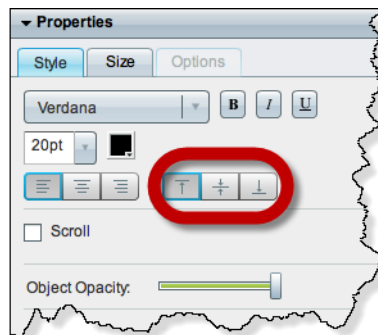 Properties
Style Size Options
Verdana B I U
20pt
Scroll
Object Opacity: